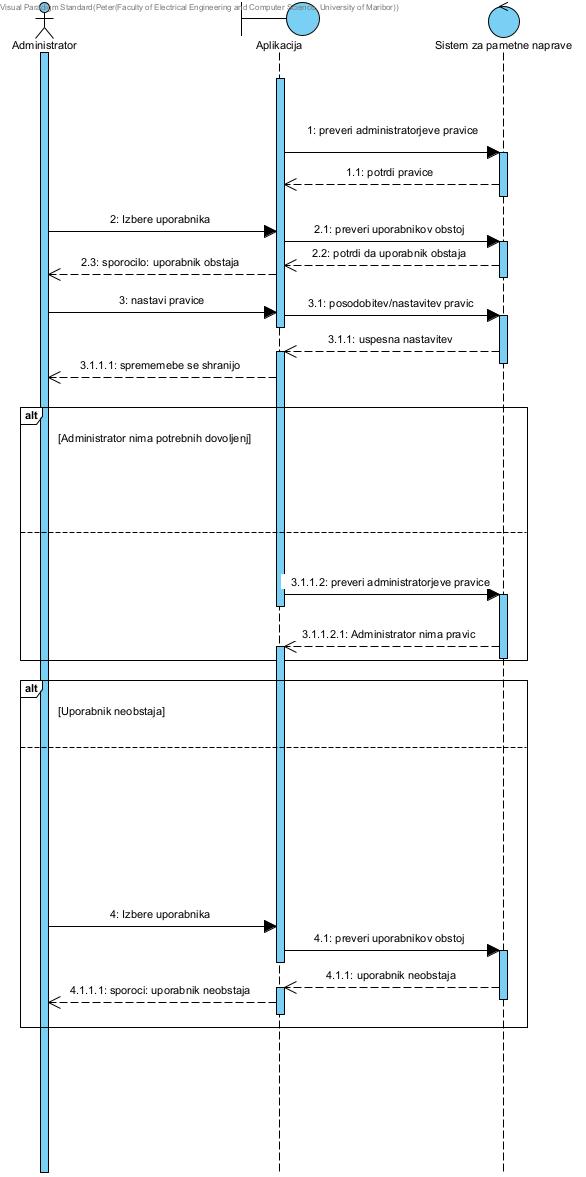 Visual Paradigm Standard(Peter(Faculty of Electrical Engineering and Computer Science, University of Maribor))
Administrator
Aplikacija
Sistem za pametne naprave
1: preveri administratorjeve pravice
1.1: potrdi pravice
2: Izbere uporabnika
2.1: preveri uporabnikov obstoj
2.2: potrdi da uporabnik obstaja
2.3: sporocilo: uporabnik obstaja
3: nastavi pravice
3.1: posodobitev/nastavitev pravic
3.1.1: uspesna nastavitev
3.1.1.1: sprememebe se shranijo
alt
[Administrator nima potrebnih dovoljenj]
3.1.1.2: preveri administratorjeve pravice
3.1.1.2.1: Administrator nima pravic
alt
[Uporabnik neobstaja]
4: Izbere uporabnika
4.1: preveri uporabnikov obstoj
4.1.1: uporabnik neobstaja
4.1.1.1: sporoci: uporabnik neobstaja